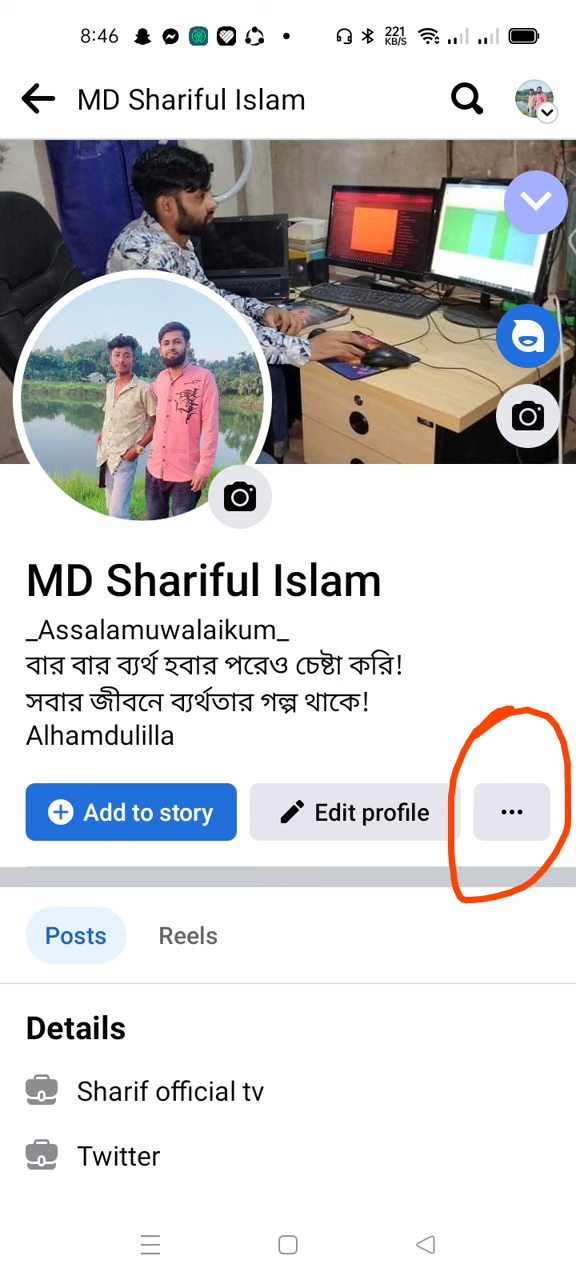 8:46
221
KB/S
MD Shariful Islam
MD Shariful Islam
_Assalamuwalaikum_
বার বার ব্যর্থ হবার পরেও চেষ্টা করি!
সবার জীবনে ব্যর্থতার গল্প থাকে!
Alhamdulilla
Add to story
Edit profile
Posts
Reels
Details
Sharif official tv
Twitter